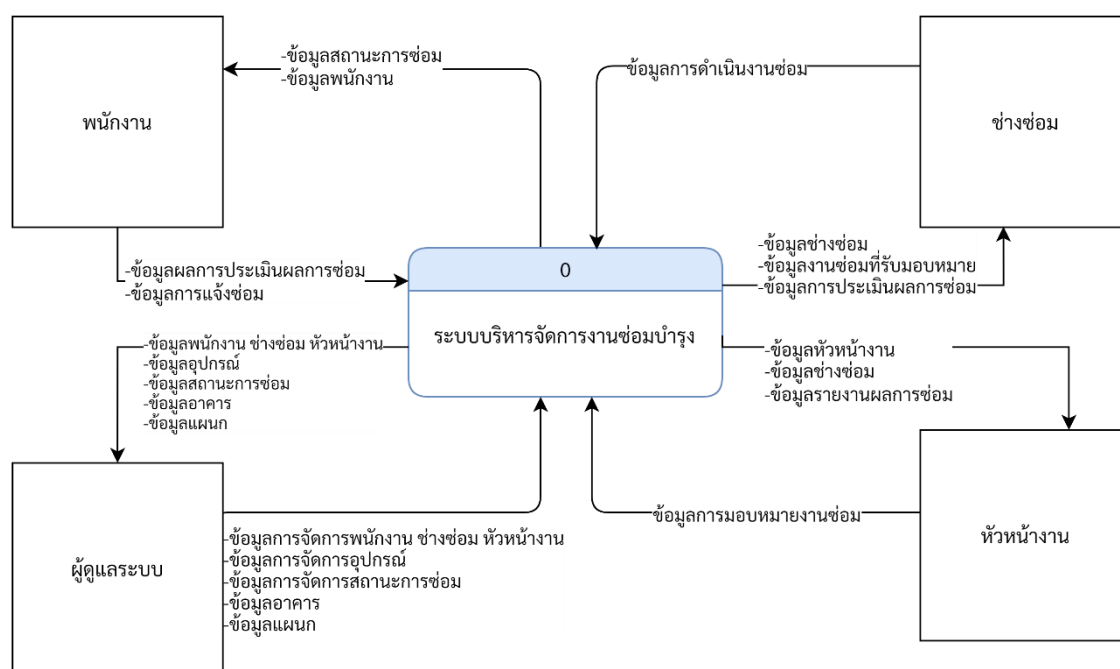 -ข้อมูลสถานะการซ่อม
-ข้อมูลพนักงาน
ข้อมูลการดำเนินงานซ่อม
พนักงาน
ช่างซ่อม
-ข้อมูลผลการประเมินผลการซ่อม
-ข้อมูลการแจ้งซ่อม
0
ระบบบริหารจัดการงานซ่อมบำรุง
-ข้อมูลช่างซ่อม
-ข้อมูลงานซ่อมที่รับมอบหมาย
-ข้อมูลการประเมินผลการซ่อม
-ข้อมูลพนักงาน ช่างซ่อม หัวหน้างาน
-ข้อมูลอุปกรณ์
-ข้อมูลสถานะการซ่อม
-ข้อมูลอาคาร
-ข้อมูลแผนก
-ข้อมูลหัวหน้างาน
-ข้อมูลช่างซ่อม
-ข้อมูลรายงานผลการซ่อม
ผู้ดูแลระบบ
-ข้อมูลการจัดการพนักงาน ช่างซ่อม หัวหน้างาน
-ข้อมูลการจัดการอุปกรณ์
-ข้อมูลการจัดการสถานะการซ่อม
-ข้อมูลอาคาร
-ข้อมูลแผนก
ข้อมูลการมอบหมายงานซ่อม
หัวหน้างาน